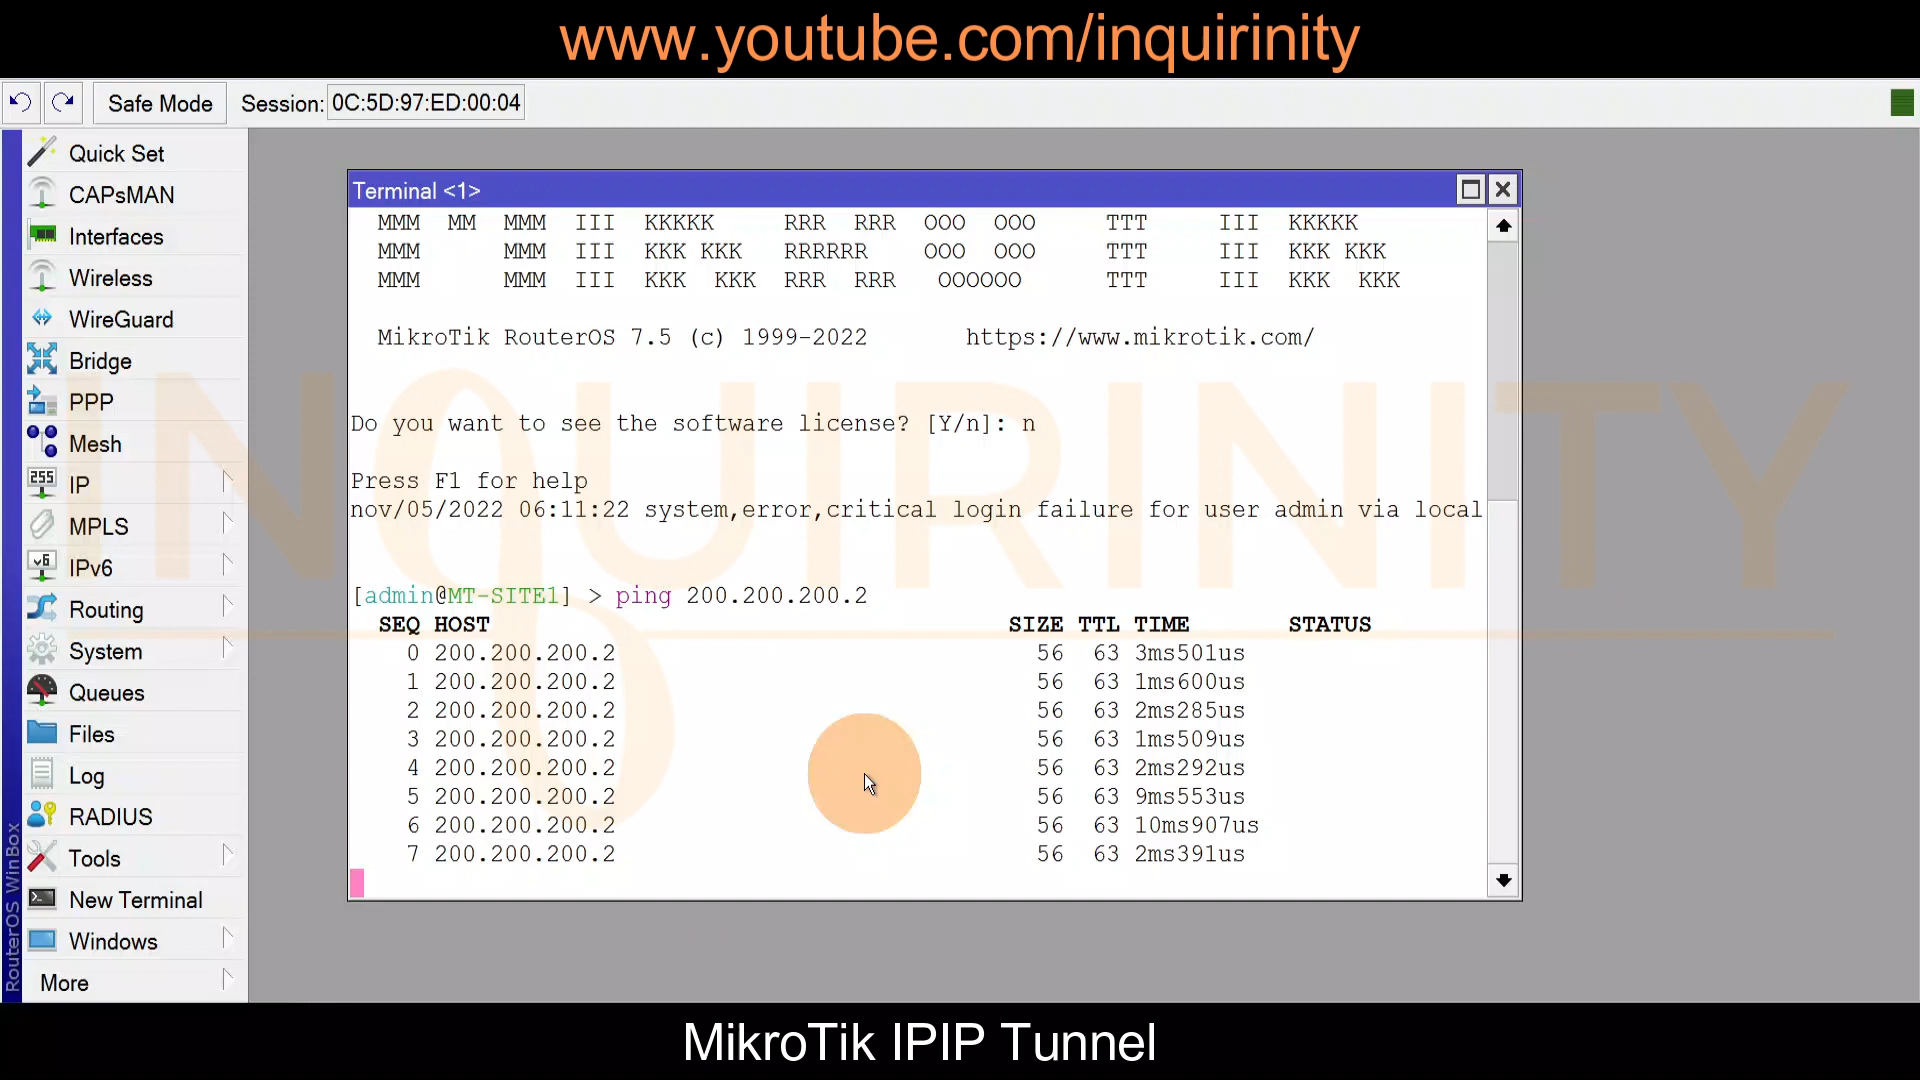 www.youtube.com/inquirinity
Safe Mode Session: 0C:5D:97:ED:00:04
Quick Set
CAPsMAN
Interfaces
Wireless
WireGuard
Bridge
PPP
Mesh
255 IP
MPLS
v6 IPv6
Routing
System
Queues
Files
Log
RADIUS
Tools
New Terminal
Windows
More
RouterOS WinBox
Terminal <1>
MMM MM MMM III KKKKK RRR RRR OOO OOO TTT III KKKKK
MMM MMM III KKK KKK RRRRRR OOO OOO TTT III KKK KKK
MMM MMM III KKK KKK RRR RRR OOOOOO TTT III KKK KKK
MikroTik RouterOS 7.5 (c) 1999-2022 https://www.mikrotik.com/
Do you want to see the software license? [Y/n]: n
Press F1 for help
nov/05/2022 06:11:22 system,error,critical login failure for user admin via local
[admin@MT-SITE1] > ping 200.200.200.2
SEQ HOST SIZE TTL TIME STATUS
0 200.200.200.2 56 63 3ms501us
1 200.200.200.2 56 63 1ms600us
2 200.200.200.2 56 63 2ms285us
3 200.200.200.2 56 63 1ms509us
4 200.200.200.2 56 63 2ms292us
5 200.200.200.2 56 63 9ms553us
6 200.200.200.2 56 63 10ms907us
7 200.200.200.2 56 63 2ms391us
INQUIRINITY
MikroTik IPIP Tunnel